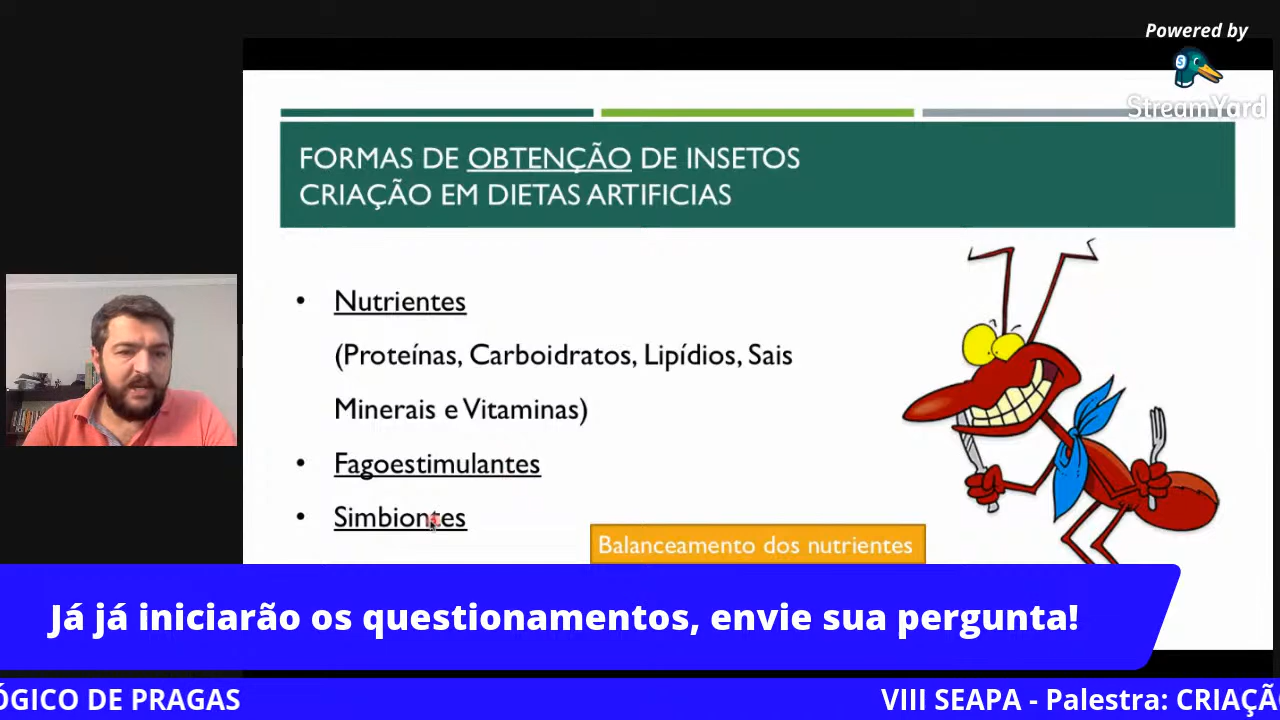 Powered by
StreamYard
FORMAS DE OBTENÇÃO DE INSETOS
CRIAÇÃO EM DIETAS ARTIFICIAS
• Nutrientes
(Proteínas, Carboidratos, Lipídios, Sais
Minerais e Vitaminas)
• Fagoestimulantes
• Simbiontes
Balanceamento dos nutrientes
Já já iniciarão os questionamentos, envie sua pergunta!
ÓGICO DE PRAGAS
VIII SEAPA - Palestra: CRIAÇÃ